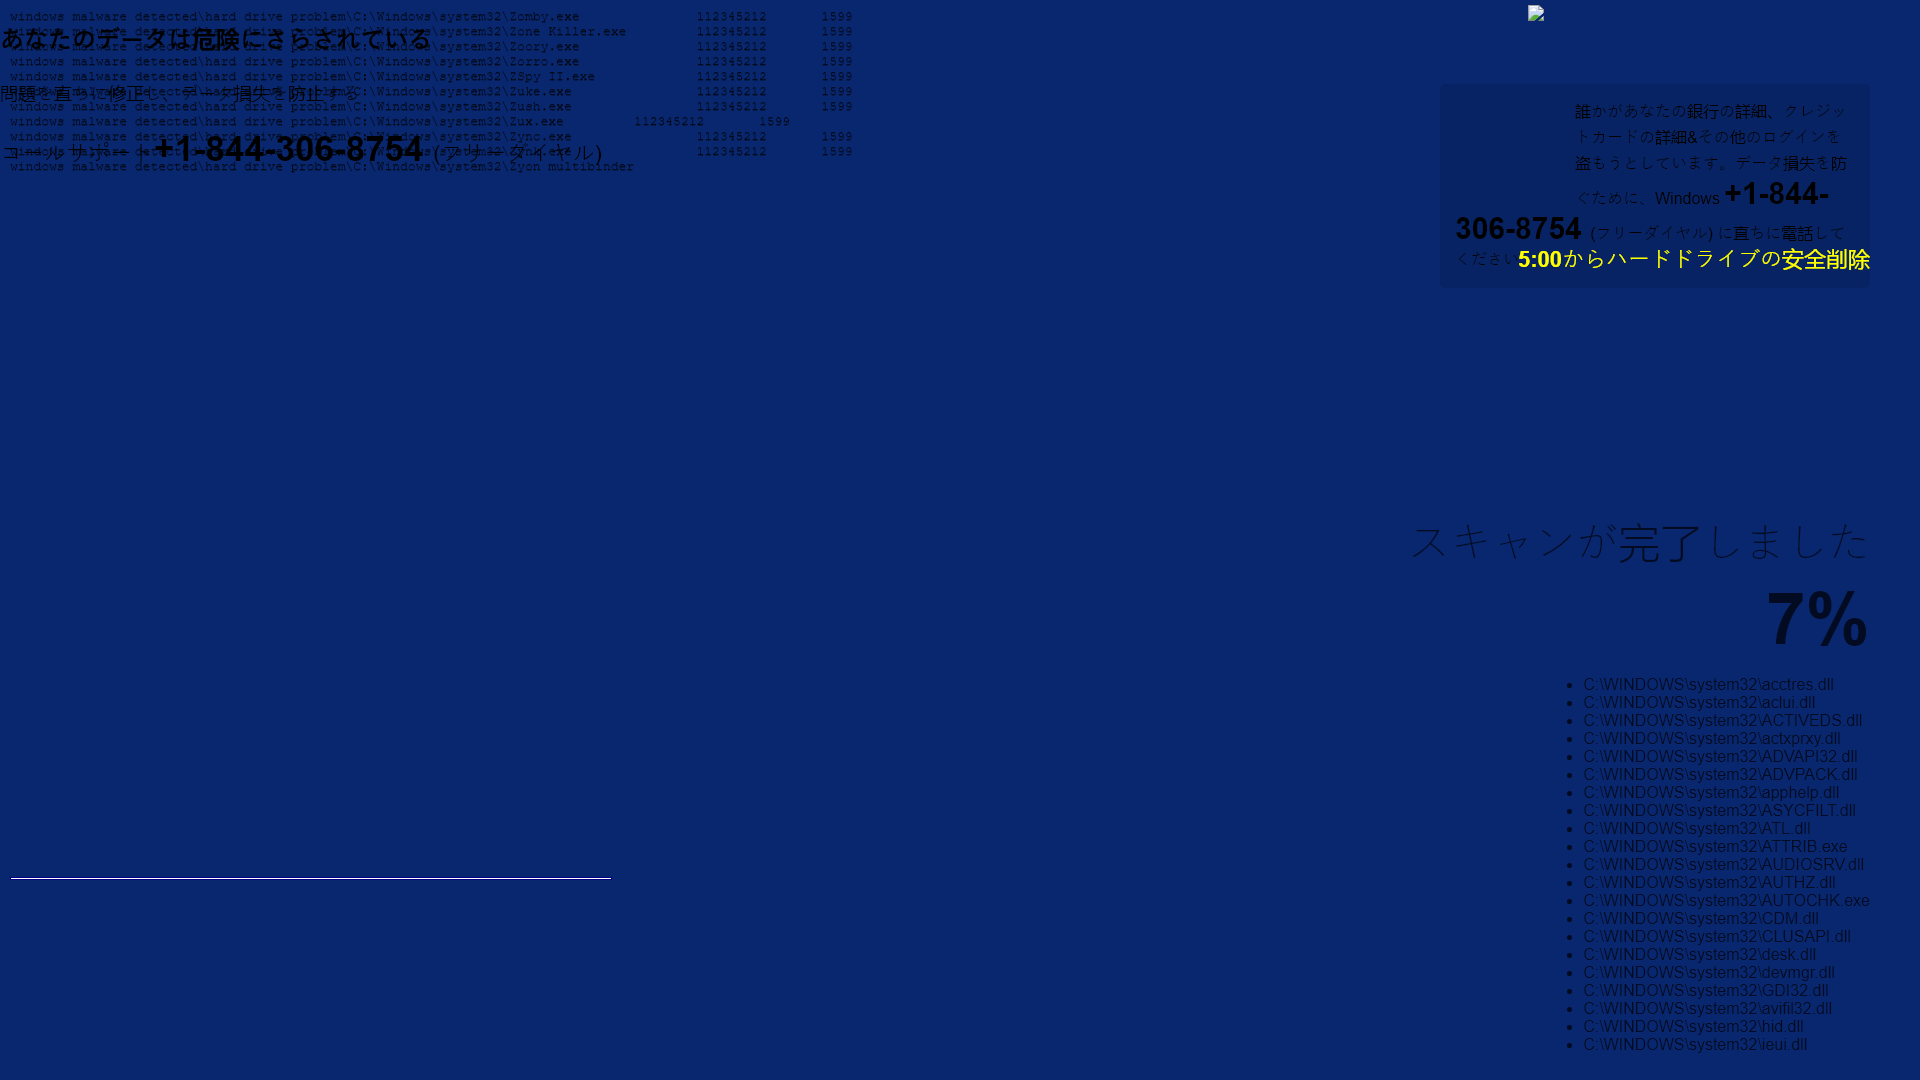 windows malware detected\hard drive problem\C:\Windows\system32\Zomby.exe 112345212 1599
windows malware detected\hard drive problem\C:\Windows\system32\Zone Killer.exe 112345212 1599
あなたのデータは危険にさらされている
windows malware detected\hard drive problem\C:\Windows\system32\Zoory.exe 112345212 1599
windows malware detected\hard drive problem\C:\Windows\system32\Zorro.exe 112345212 1599
windows malware detected\hard drive problem\C:\Windows\system32\ZSpy II.exe 112345212 1599
windows malware detected\hard drive problem\C:\Windows\system32\Zuke.exe 112345212 1599
問題を直ちに修正し、データ損失を防止する
windows malware detected\hard drive problem\C:\Windows\system32\Zush.exe 112345212 1599
windows malware detected\hard drive problem\C:\Windows\system32\Zux.exe 112345212 1599
windows malware detected\hard drive problem\C:\Windows\system32\Zync.exe 112345212 1599
コールサポート +1-844-306-8754 (フリーダイヤル)
windows malware detected\hard drive problem\C:\Windows\system32\ 112345212 1599
windows malware detected\hard drive problem\C:\Windows\system32\Zyon multibinder
誰かがあなたの銀行の詳細、クレジッ
トカードの詳細&その他のログインを
盗もうとしています。データ損失を防
ぐために、Windows +1-844-
306-8754 (フリーダイヤル) に直ちに電話して
ください
5:00からハードドライブの安全削除
スキャンが完了しました
7%
C:\WINDOWS\system32\acctres.dll
C:\WINDOWS\system32\aclui.dll
C:\WINDOWS\system32\ACTIVEDS.dll
C:\WINDOWS\system32\actxprxy.dll
C:\WINDOWS\system32\ADVAPI32.dll
C:\WINDOWS\system32\ADVPACK.dll
C:\WINDOWS\system32\apphelp.dll
C:\WINDOWS\system32\ASYCFILT.dll
C:\WINDOWS\system32\ATL.dll
C:\WINDOWS\system32\ATTRIB.exe
C:\WINDOWS\system32\AUDIOSRV.dll
C:\WINDOWS\system32\AUTHZ.dll
C:\WINDOWS\system32\AUTOCHK.exe
C:\WINDOWS\system32\CDM.dll
C:\WINDOWS\system32\CLUSAPI.dll
C:\WINDOWS\system32\desk.dll
C:\WINDOWS\system32\devmgr.dll
C:\WINDOWS\system32\GDI32.dll
C:\WINDOWS\system32\avifil32.dll
C:\WINDOWS\system32\hid.dll
C:\WINDOWS\system32\ieui.dll